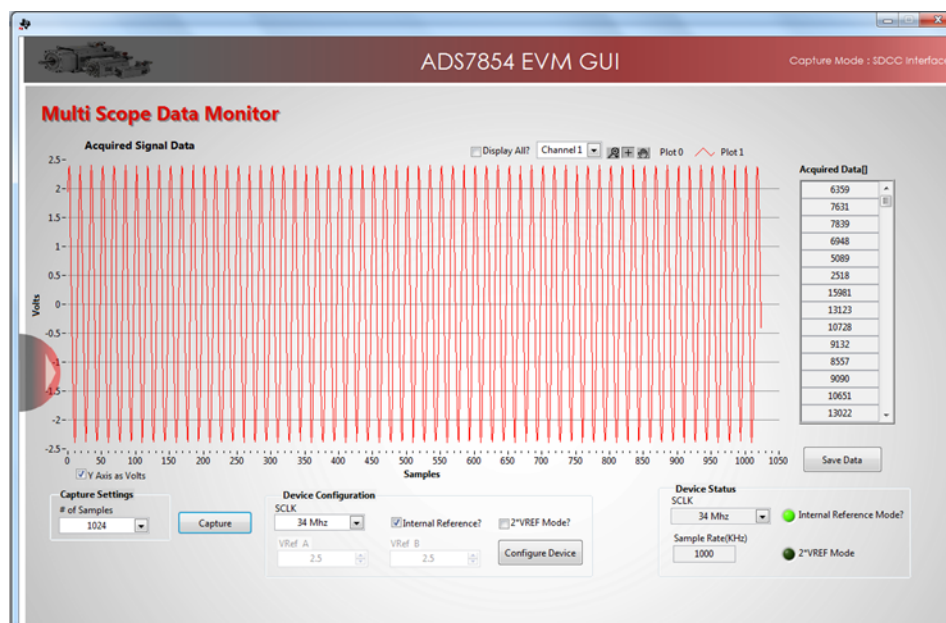 ADS7854 EVM GUI
Capture Mode : SDCC Interface
Multi Scope Data Monitor
Acquired Signal Data
Display All?
Channel 1
Plot 0
Plot 1
Acquired Data[]
Volts
2.5
2
1.5
1
0.5
0
-0.5
-1
-1.5
-2
-2.5
0 50 100 150 200 250 300 350 400 450 500 550 600 650 700 750 800 850 900 950 1000 1050
Samples
Y Axis as Volts
6359
7631
7839
6948
5089
2518
15981
13123
10728
9132
8557
9090
10651
13022
Save Data
Capture Settings
# of Samples
1024
Capture
Device Configuration
SCLK
34 Mhz
Internal Reference?
2*VREF Mode?
VRef A
2.5
VRef B
2.5
Configure Device
Device Status
SCLK
34 Mhz
Internal Reference Mode?
Sample Rate(KHz)
1000
2*VREF Mode